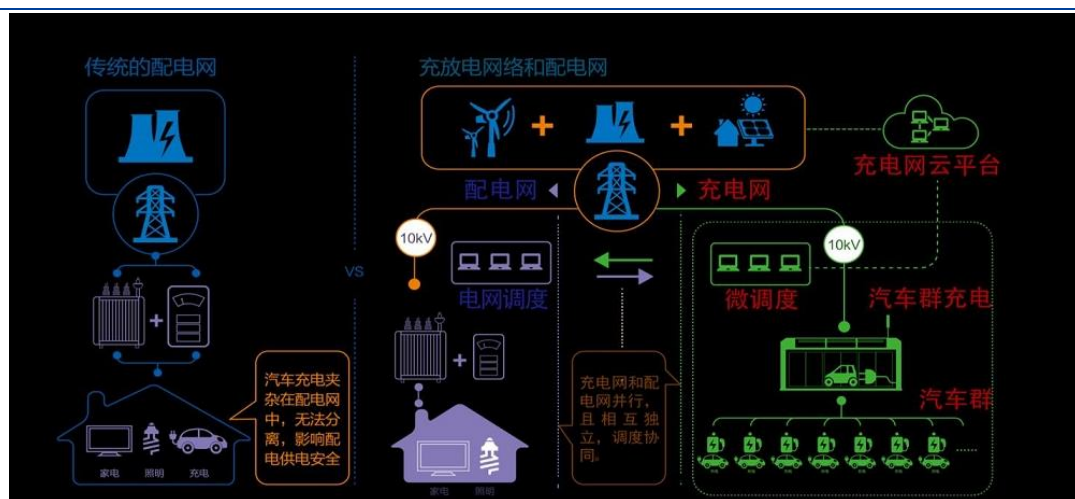 传统的配电网
充放电网络和配电网
充电网云平台
配电网
充电网
10kV
10kV
VS
电网调度
微调度
汽车群充电
汽车充电夹
杂在配电网
中，无法分
离，影响配
电供电安全
充电网和配
电网并行，
且相互独
立，调度协
同。
汽车群
家电 照明 充电
家电 照明